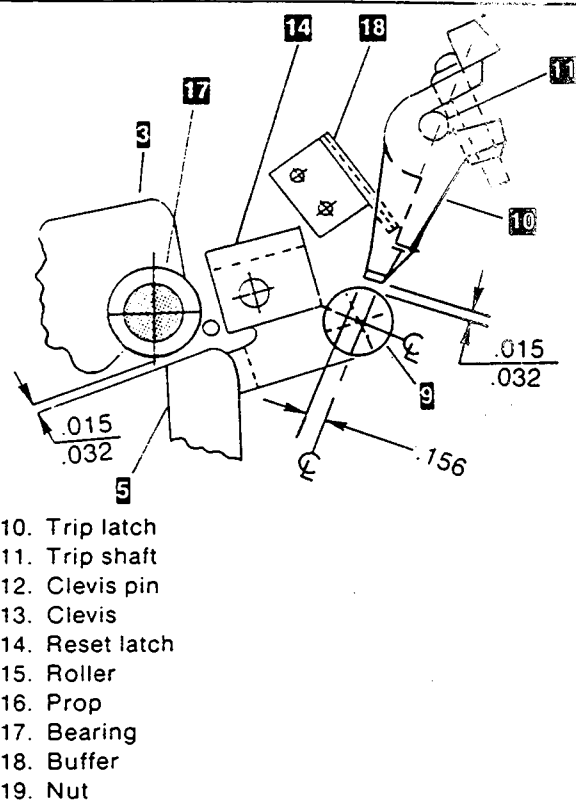 14
18
11
17
3
10
.015
.032
9
.015
.032
.156
5
10. Trip latch
11. Trip shaft
12. Clevis pin
13. Clevis
14. Reset latch
15. Roller
16. Prop
17. Bearing
18. Buffer
19. Nut